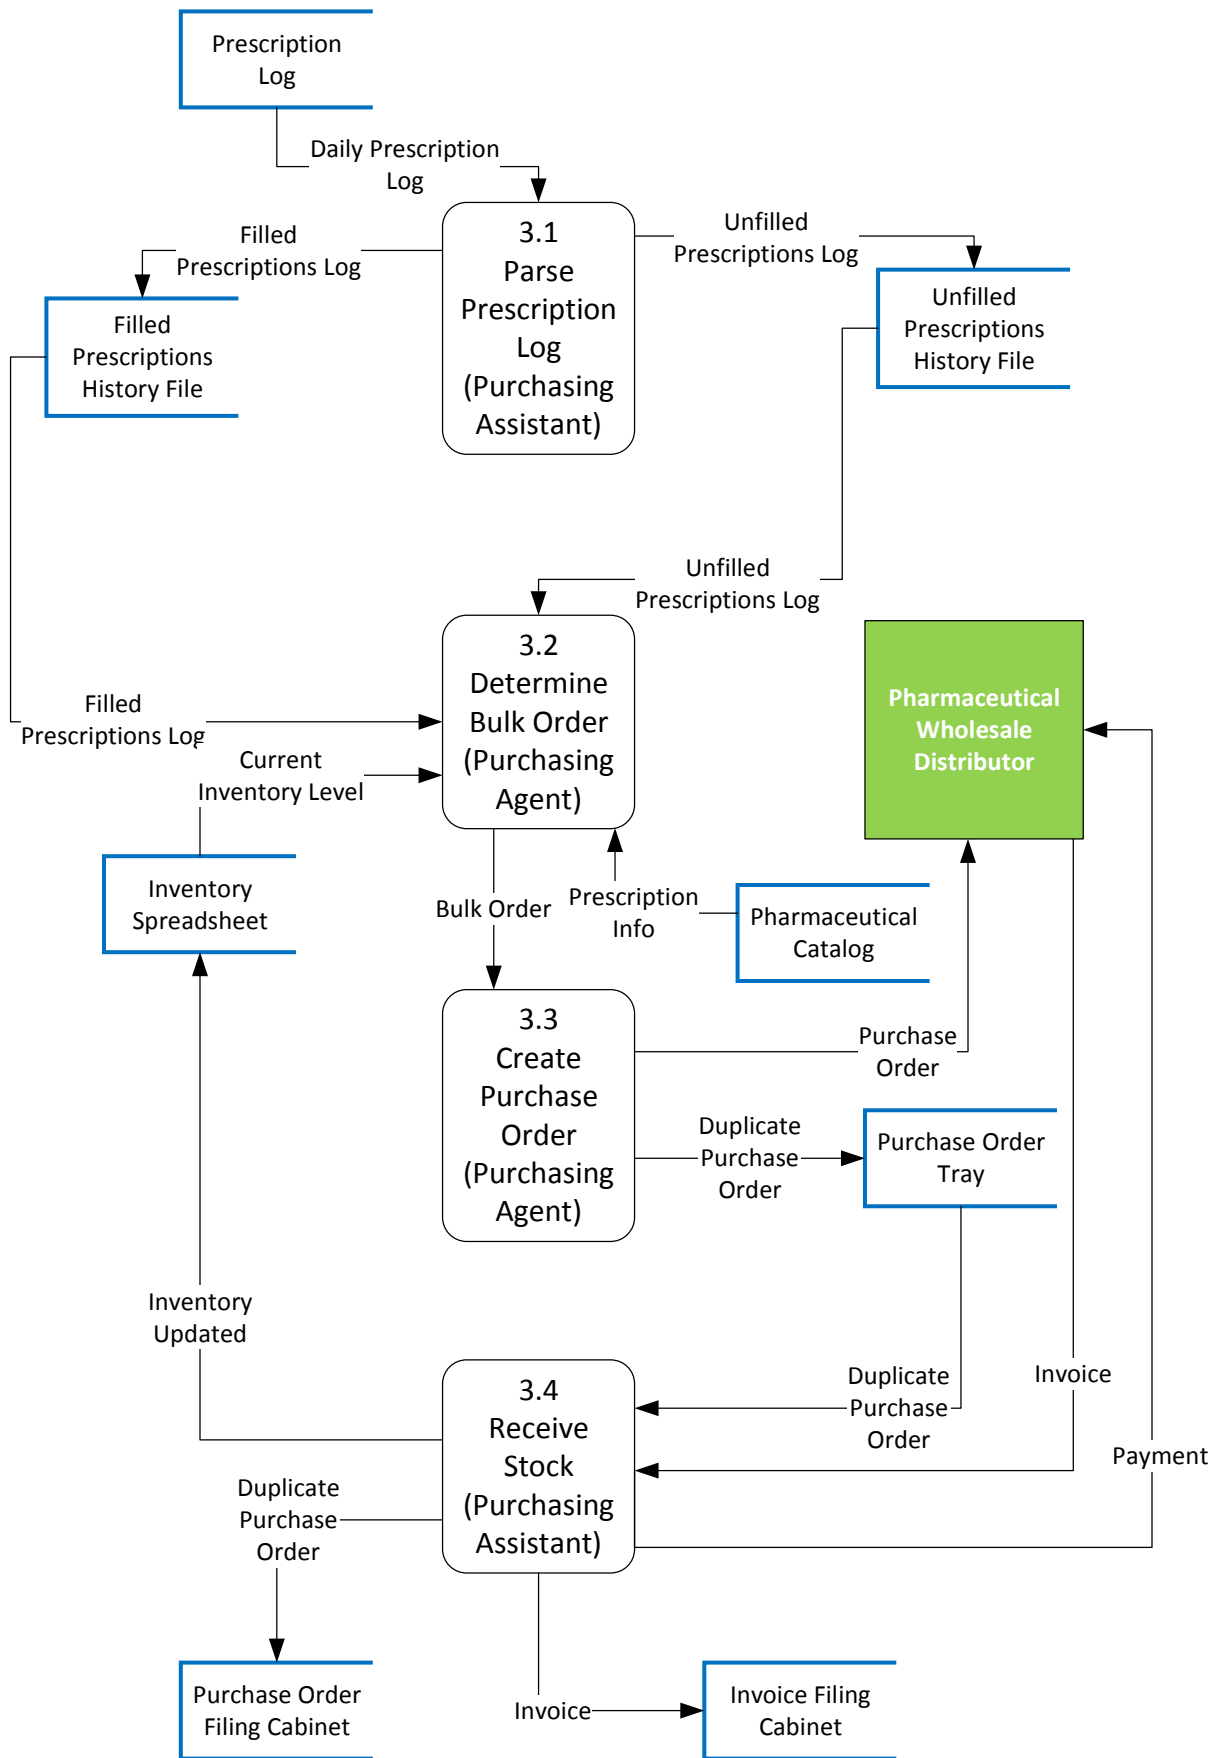 Prescription
Log
Daily Prescription
Log
3.1
Parse
Prescription
Log
(Purchasing
Assistant)
Filled
Prescriptions Log
Unfilled
Prescriptions Log
Filled
Prescriptions
History File
Unfilled
Prescriptions
History File
Unfilled
Prescriptions Log
3.2
Determine
Bulk Order
(Purchasing
Agent)
Pharmaceutical
Wholesale
Distributor
Filled
Prescriptions Log
Current
Inventory Level
Inventory
Spreadsheet
Bulk Order
Prescription
Info
Pharmaceutical
Catalog
3.3
Create
Purchase
Order
(Purchasing
Agent)
Purchase
Order
Duplicate
Purchase
Order
Purchase Order
Tray
Inventory
Updated
3.4
Receive
Stock
(Purchasing
Assistant)
Duplicate
Purchase
Order
Invoice
Payment
Duplicate
Purchase
Order
Purchase Order
Filing Cabinet
Invoice
Invoice Filing
Cabinet